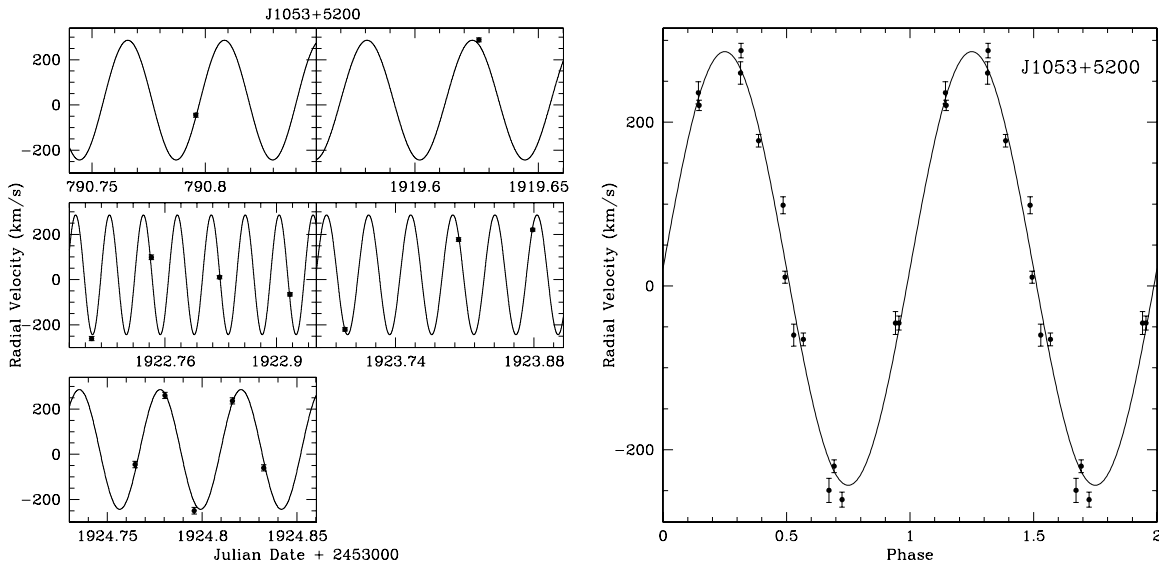 J1053+5200
200
0
−200
790.75 790.8 1919.6 1919.65
200
0
−200
1922.76 1922.9 1923.74 1923.88
200
0
−200
1924.75 1924.8 1924.85
Radial Velocity (km/s)
Julian Date + 2453000
J1053+5200
200
0
−200
0 0.5 1 1.5 2
Radial Velocity (km/s)
Phase